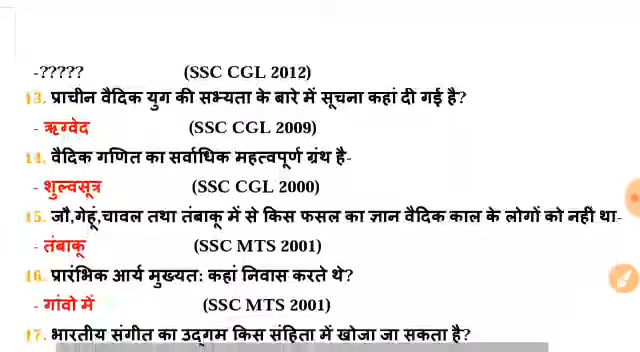 -????? (SSC CGL 2012)
13. प्राचीन वैदिक युग की सभ्यता के बारे में सूचना कहां दी गई है?
- ऋग्वेद (SSC CGL 2009)
14. वैदिक गणित का सर्वाधिक महत्वपूर्ण ग्रंथ है-
- शुल्वसूत्र (SSC CGL 2000)
15. जौ,गेहूं,चावल तथा तंबाकू में से किस फसल का ज्ञान वैदिक काल के लोगों को नहीं था-
- तंबाकू (SSC MTS 2001)
16. प्रारंभिक आर्य मुख्यत: कहां निवास करते थे?
- गांवो में (SSC MTS 2001)
17. भारतीय संगीत का उद्गम किस संहिता में खोजा जा सकता है?